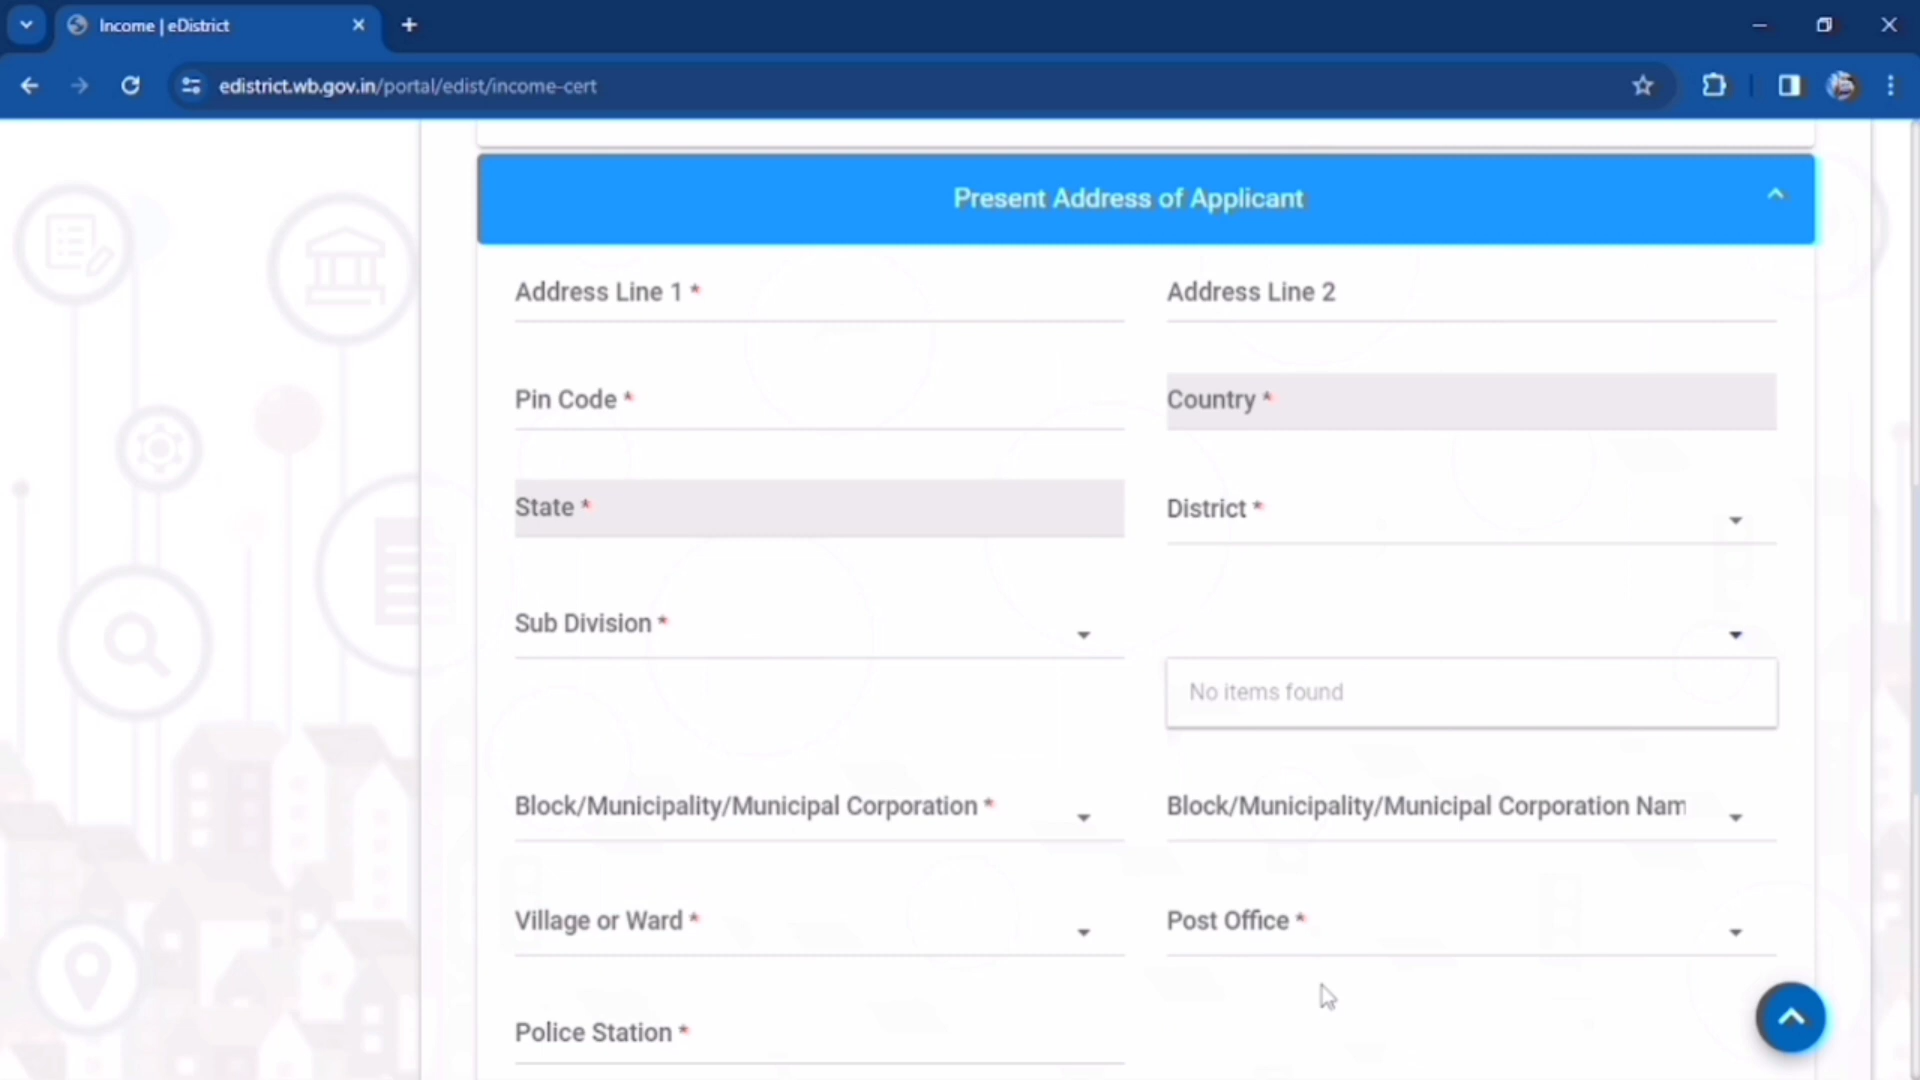 Income | eDistrict
edistrict.wb.gov.in/portal/edist/income-cert
Present Address of Applicant
Address Line 1 *
Address Line 2
Pin Code *
Country *
State *
District *
Sub Division *
No items found
Block/Municipality/Municipal Corporation *
Block/Municipality/Municipal Corporation Nam
Village or Ward *
Post Office *
Police Station *